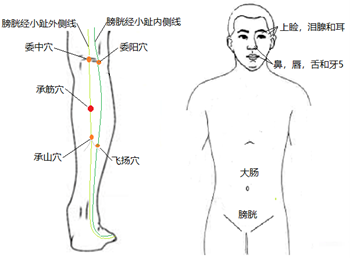 膀胱经小趾外侧线
膀胱经小趾内侧线
委中穴
委阳穴
承筋穴
承山穴
飞扬穴
上睑，泪腺和耳
鼻，唇，舌和牙5
大肠
膀胱